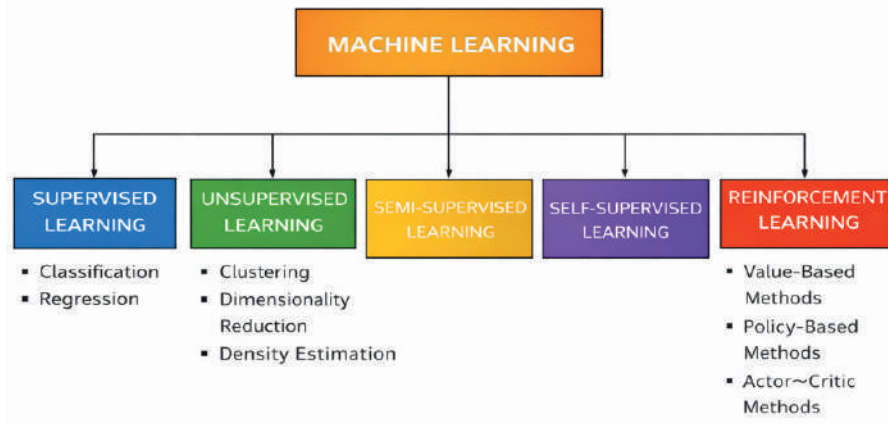 MACHINE LEARNING
SUPERVISED
LEARNING
▪ Classification
▪ Regression
UNSUPERVISED
LEARNING
▪ Clustering
▪ Dimensionality
Reduction
▪ Density Estimation
SEMI-SUPERVISED
LEARNING
SELF-SUPERVISED
LEARNING
REINFORCEMENT
LEARNING
▪ Value-Based
Methods
▪ Policy-Based
Methods
▪ Actor~Critic
Methods